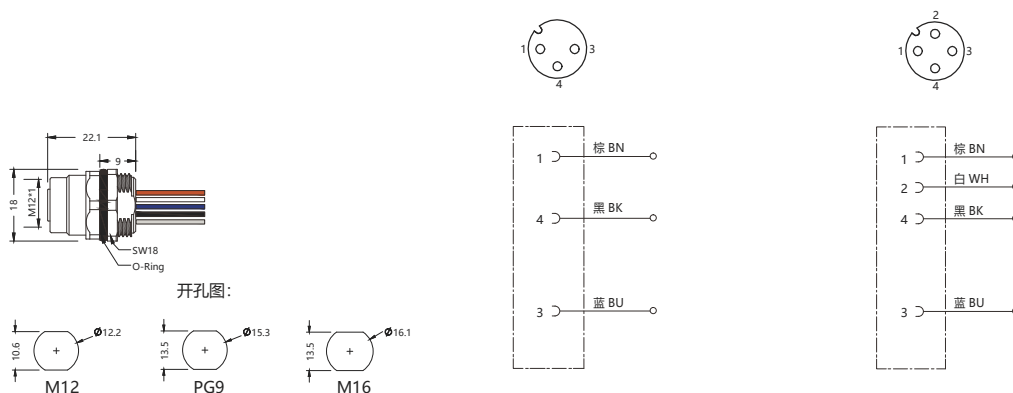 22.1
9
18
M12*1
SW18
O-Ring
开孔图:
10.6
Ø12.2
M12
13.5
Ø15.3
PG9
13.5
Ø16.1
M16
1
3
4
1 棕 BN
4 黑 BK
3 蓝 BU
2
1
3
4
1 棕 BN
2 白 WH
4 黑 BK
3 蓝 BU